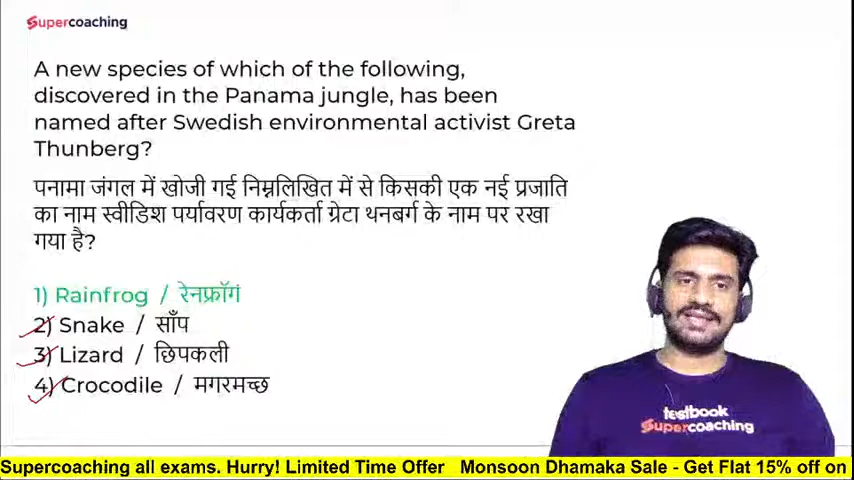 Supercoaching
A new species of which of the following,
discovered in the Panama jungle, has been
named after Swedish environmental activist Greta
Thunberg?
पनामा जंगल में खोजी गई निम्नलिखित में से किसकी एक नई प्रजाति
का नाम स्वीडिश पर्यावरण कार्यकर्ता ग्रेटा थनबर्ग के नाम पर रखा
गया है?
1) Rainfrog / रेनफ्रॉगं
2) Snake / साँप
3) Lizard / छिपकली
4) Crocodile / मगरमच्छ
testbook
Supercoaching
Supercoaching all exams. Hurry! Limited Time Offer Monsoon Dhamaka Sale - Get Flat 15% off on